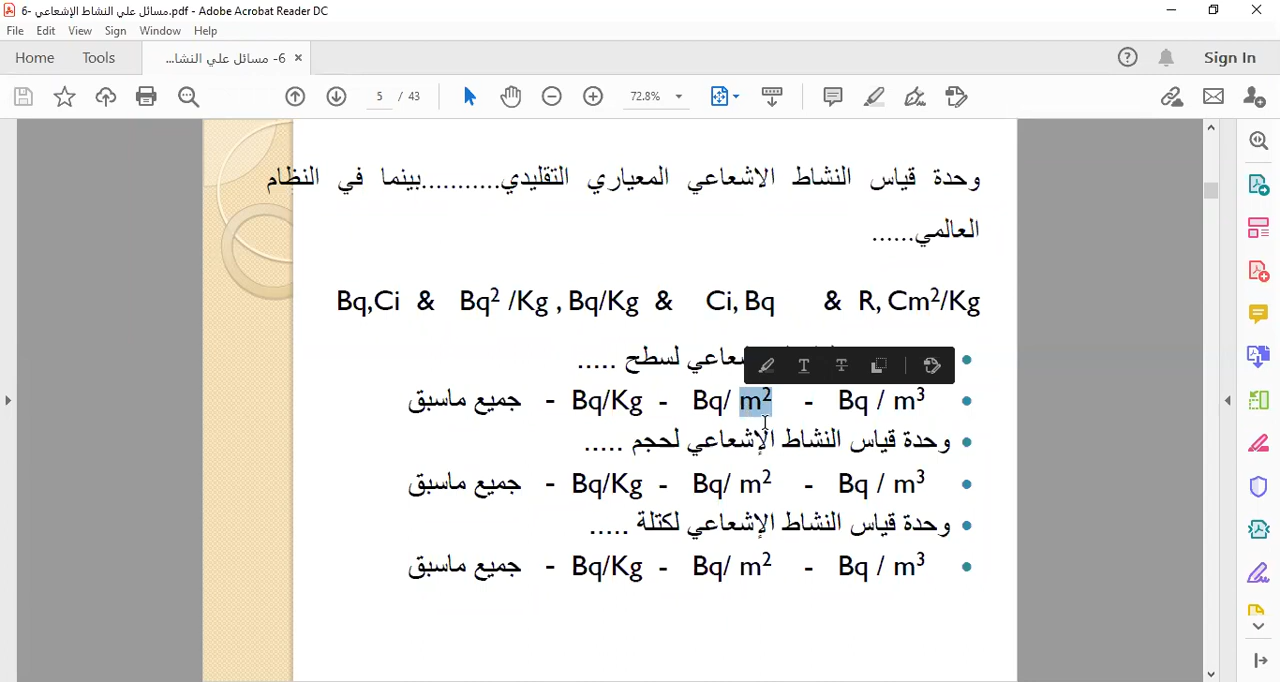 6- مسائل علي النشاط الإشعاعي.pdf - Adobe Acrobat Reader DC
File Edit View Sign Window Help
Home Tools 6- مسائل علي النشا... × Sign In
5 / 43 72.8%
وحدة قياس النشاط الاشعاعي المعياري التقليدي...........بينما في النظام
العالمي......
Bq,Ci & Bq² /Kg , Bq/Kg & Ci, Bq & R, Cm²/Kg
لسطح .....
Bq / m³ - Bq/ m² - Bq/Kg - جميع ماسبق
وحدة قياس النشاط الإشعاعي لحجم .....
Bq / m³ - Bq/ m² - Bq/Kg - جميع ماسبق
وحدة قياس النشاط الإشعاعي لكتلة .....
Bq / m³ - Bq/ m² - Bq/Kg - جميع ماسبق